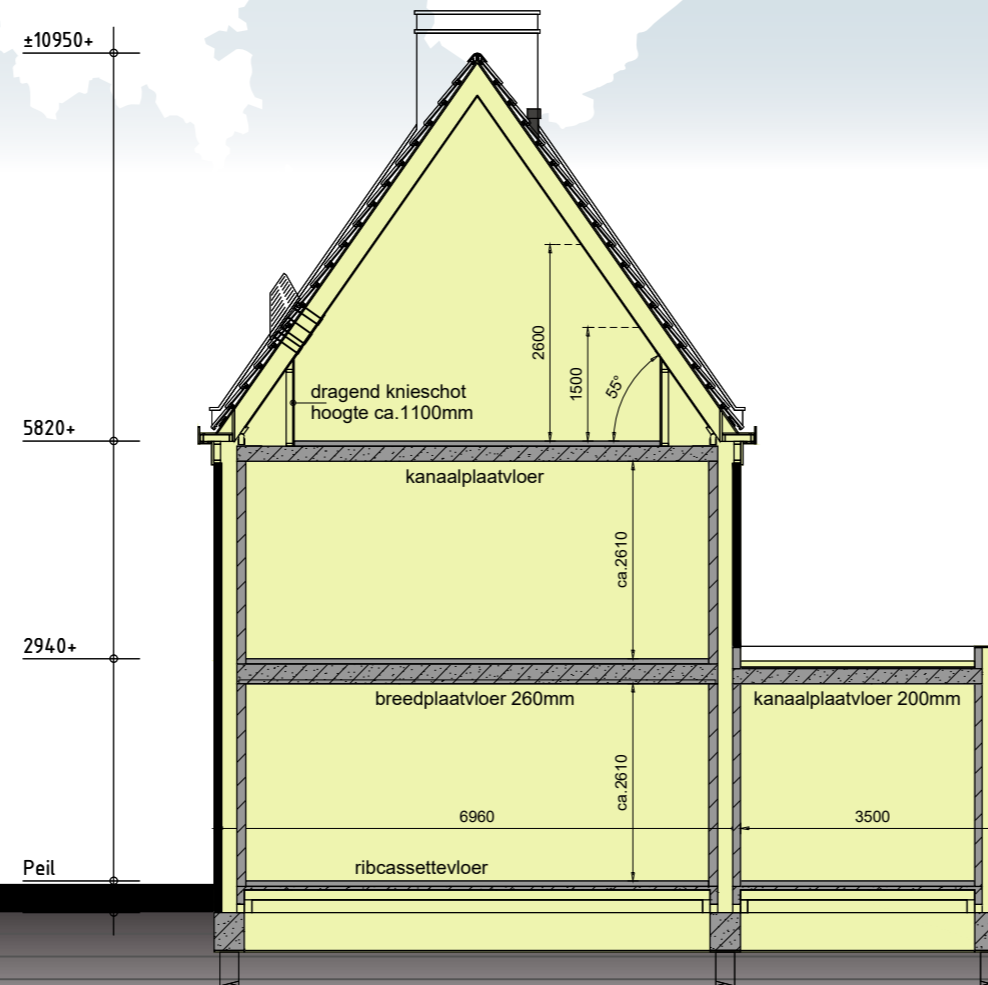 ±10950+
2600
1500
55°
dragend knieschot
hoogte ca.1100mm
5820+
kanaalplaatvloer
ca.2610
2940+
breedplaatvloer 260mm
kanaalplaatvloer 200mm
ca.2610
6960
3500
Peil
ribcassettevloer